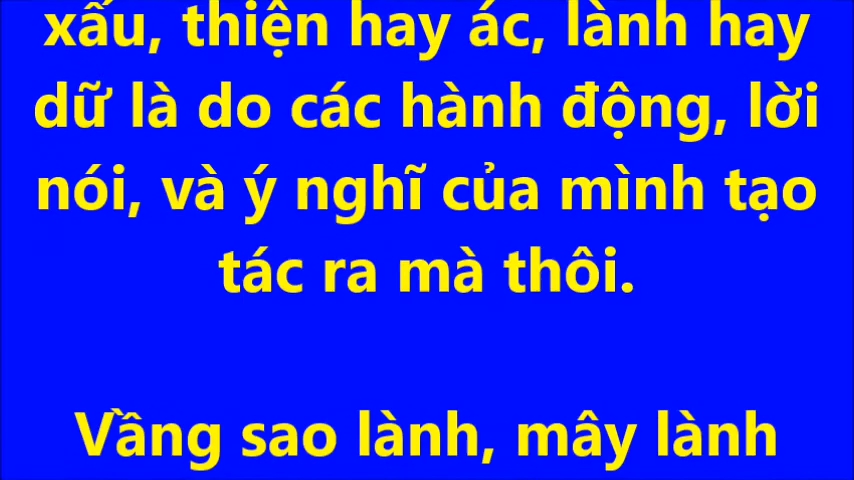 xấu, thiện hay ác, lành hay
dữ là do các hành động, lời
nói, và ý nghĩ của mình tạo
tác ra mà thôi.
Vầng sao lành, mây lành